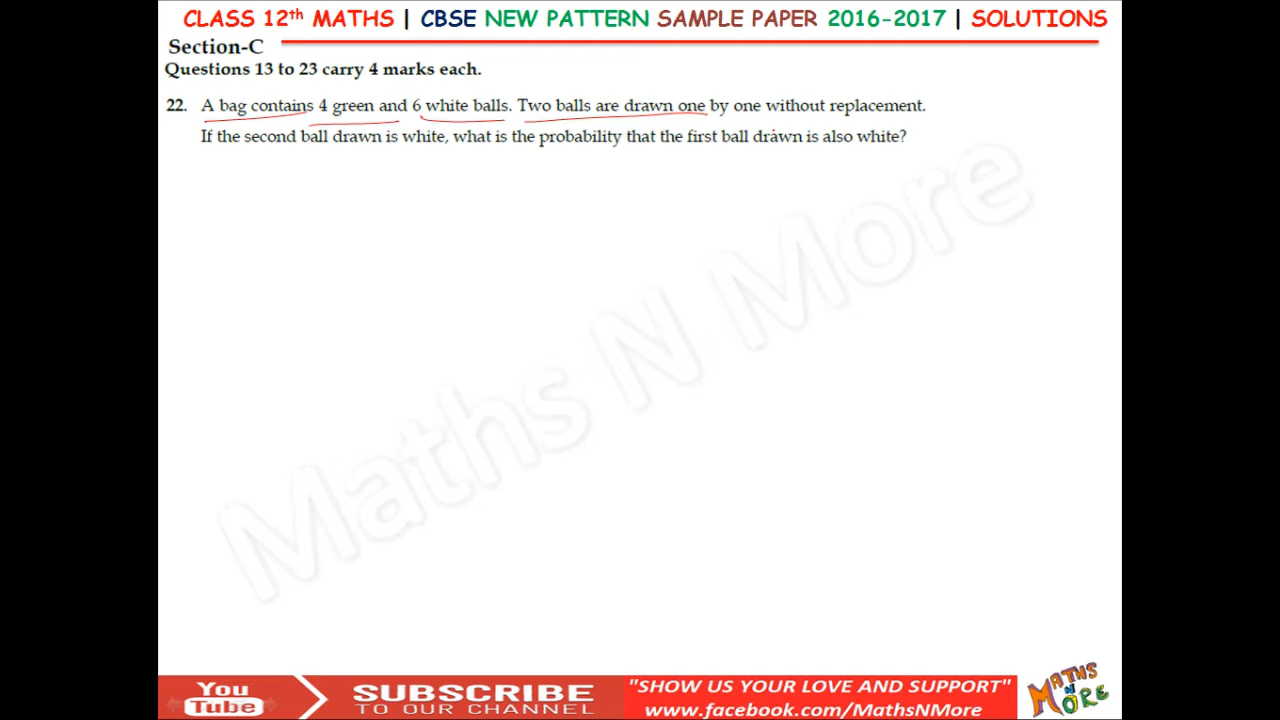 CLASS 12th MATHS | CBSE NEW PATTERN SAMPLE PAPER 2016-2017 | SOLUTIONS
Section-C
Questions 13 to 23 carry 4 marks each.
22. A bag contains 4 green and 6 white balls. Two balls are drawn one by one without replacement.
If the second ball drawn is white, what is the probability that the first ball drawn is also white?
Maths N More
You Tube
SUBSCRIBE
TO OUR CHANNEL
"SHOW US YOUR LOVE AND SUPPORT"
www.facebook.com/MathsNMore
MATHS
N
MORE